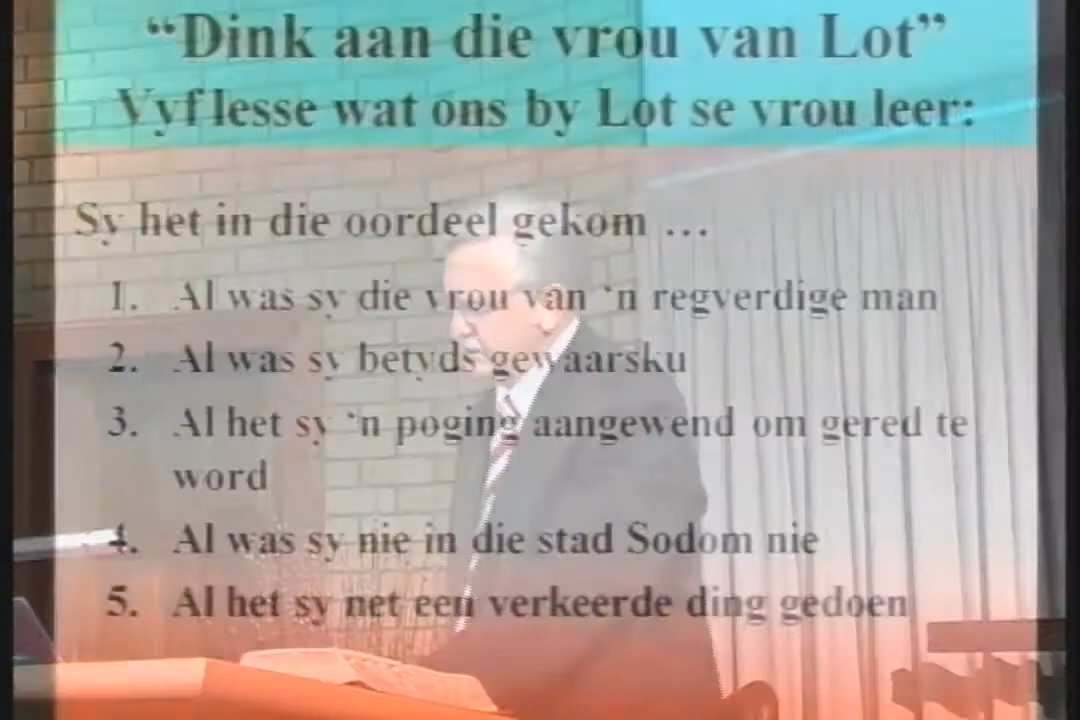 “Dink aan die vrou van Lot”
Vyf lesse wat ons by Lot se vrou leer:
Sy het in die oordeel gekom ...
1. Al was sy die vrou van ‘n regverdige man
2. Al was sy betyds gewaarsku
3. Al het sy ‘n poging aangewend om gered te
word
4. Al was sy nie in die stad Sodom nie
5. Al het sy net een verkeerde ding gedoen